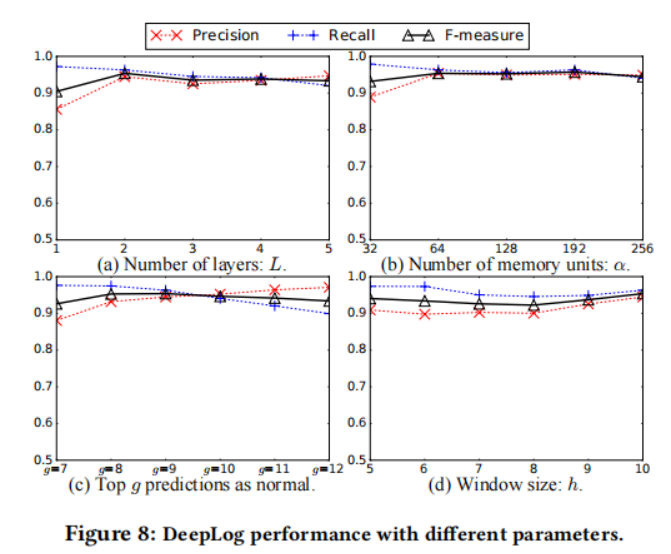 Precision Recall F-measure
1.0 1.0
0.9 0.9
0.8 0.8
0.7 0.7
0.6 0.6
0.5 0.5
1 2 3 4 5 32 64 128 192 256
(a) Number of layers: L. (b) Number of memory units: α.
1.0 1.0
0.9 0.9
0.8 0.8
0.7 0.7
0.6 0.6
0.5 0.5
g=7 g=8 g=9 g=10 g=11 g=12 5 6 7 8 9 10
(c) Top g predictions as normal. (d) Window size: h.
Figure 8: DeepLog performance with different parameters.